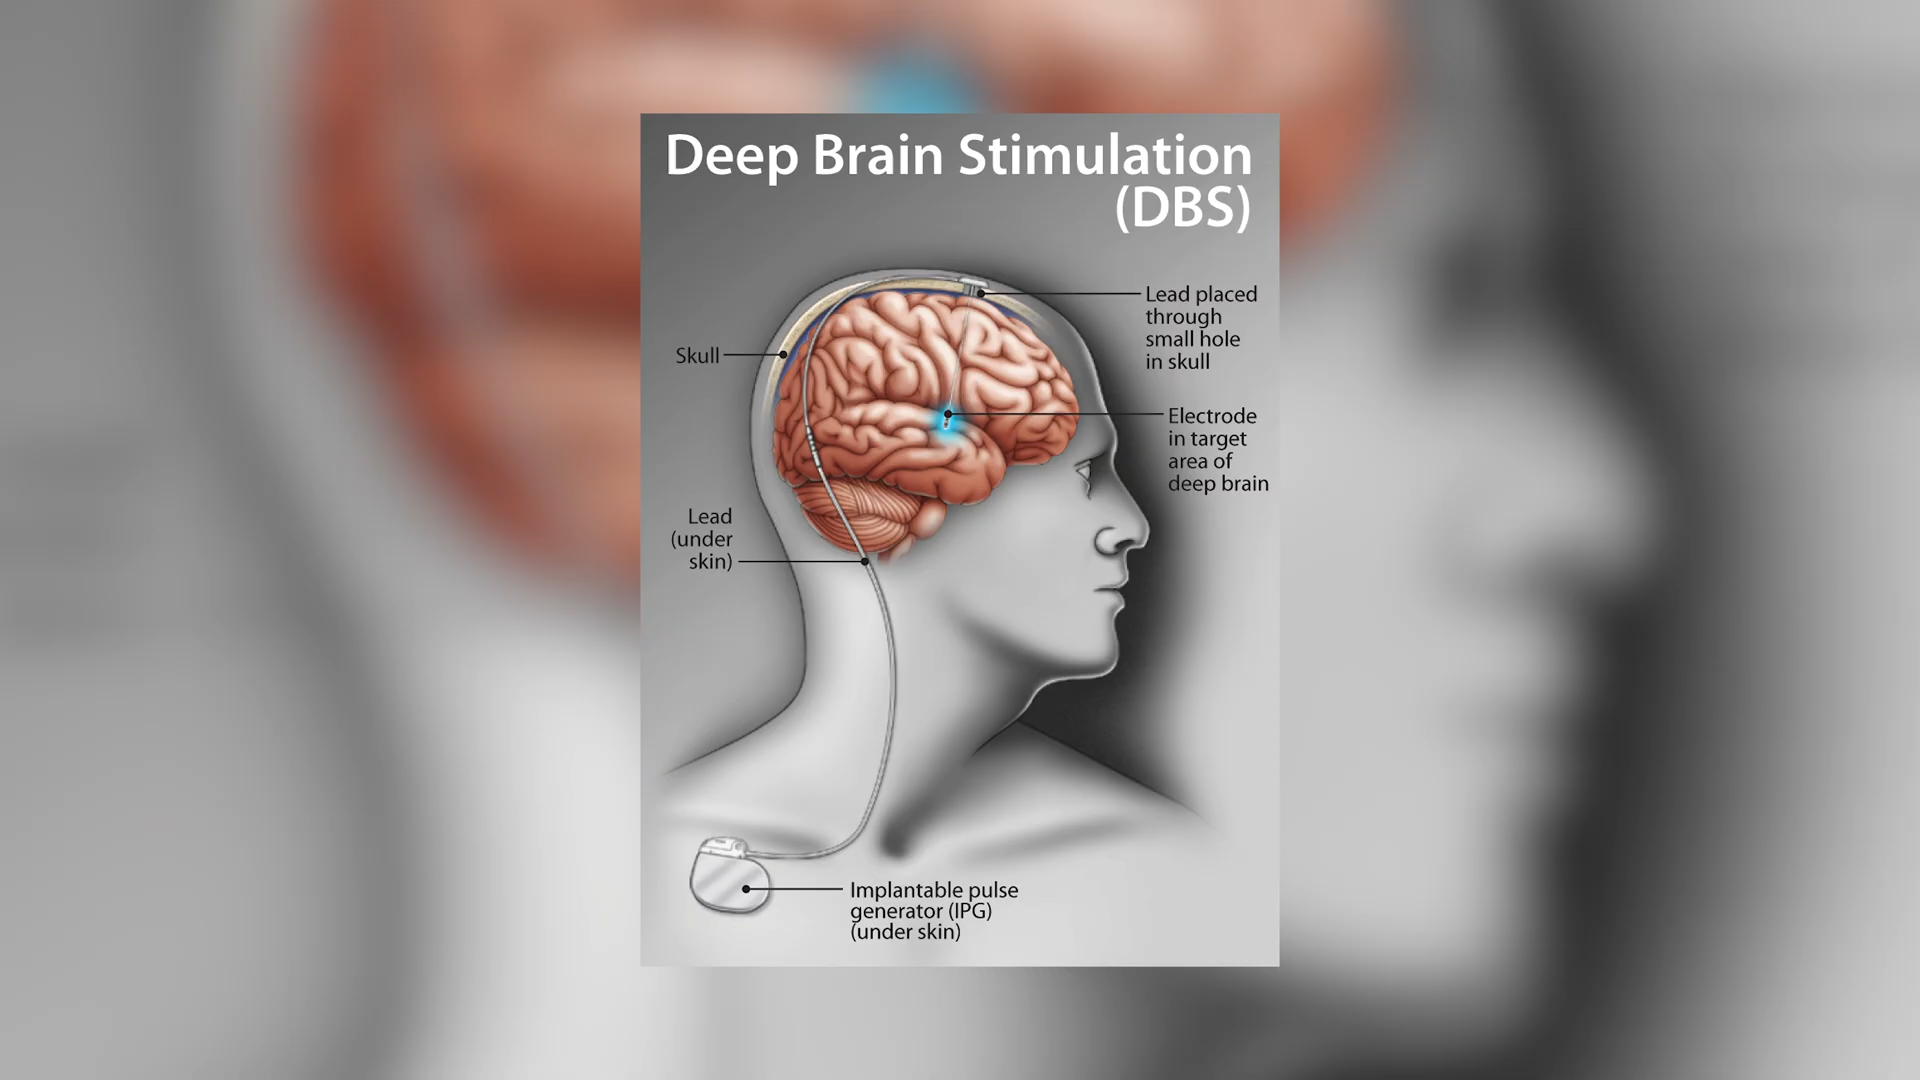 Deep Brain Stimulation
(DBS)
Lead placed
through
small hole
in skull
Skull
Electrode
in target
area of
deep brain
Lead
(under
skin)
Implantable pulse
generator (IPG)
(under skin)